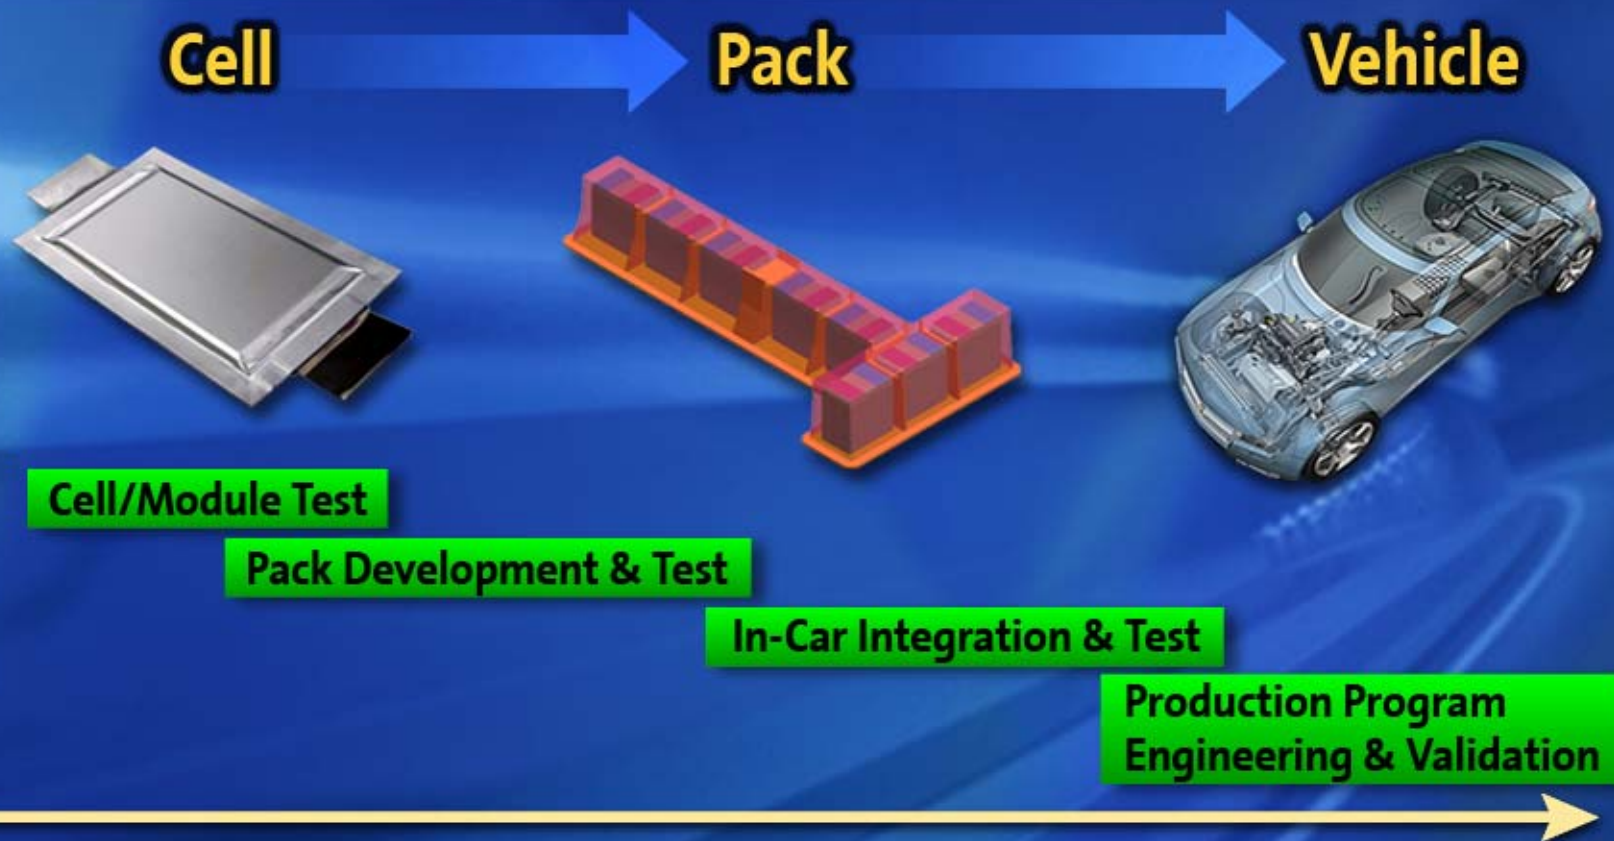 Cell
Pack
Vehicle
Cell/Module Test
Pack Development & Test
In-Car Integration & Test
Production Program
Engineering & Validation